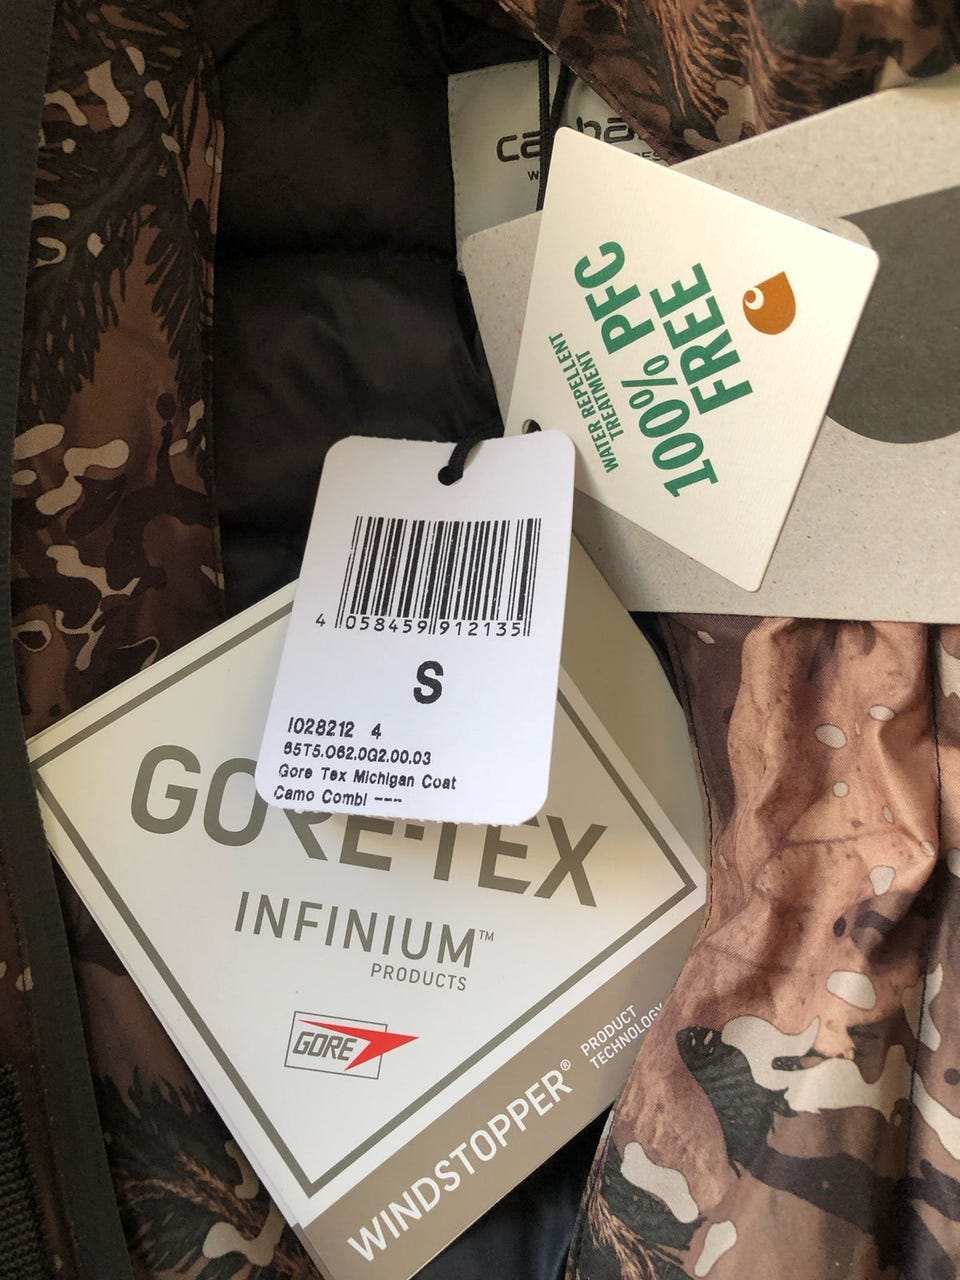 WATER REPELLENT
TREATMENT
100% PFC
FREE
4 058459 912135
S
I028212 4
65T5.062.0G2.00.03
Gore Tex Michigan Coat
Camo Combi ---
GORE-TEX
INFINIUM™
PRODUCTS
GORE
WINDSTOPPER®
PRODUCT
TECHNOLOGY